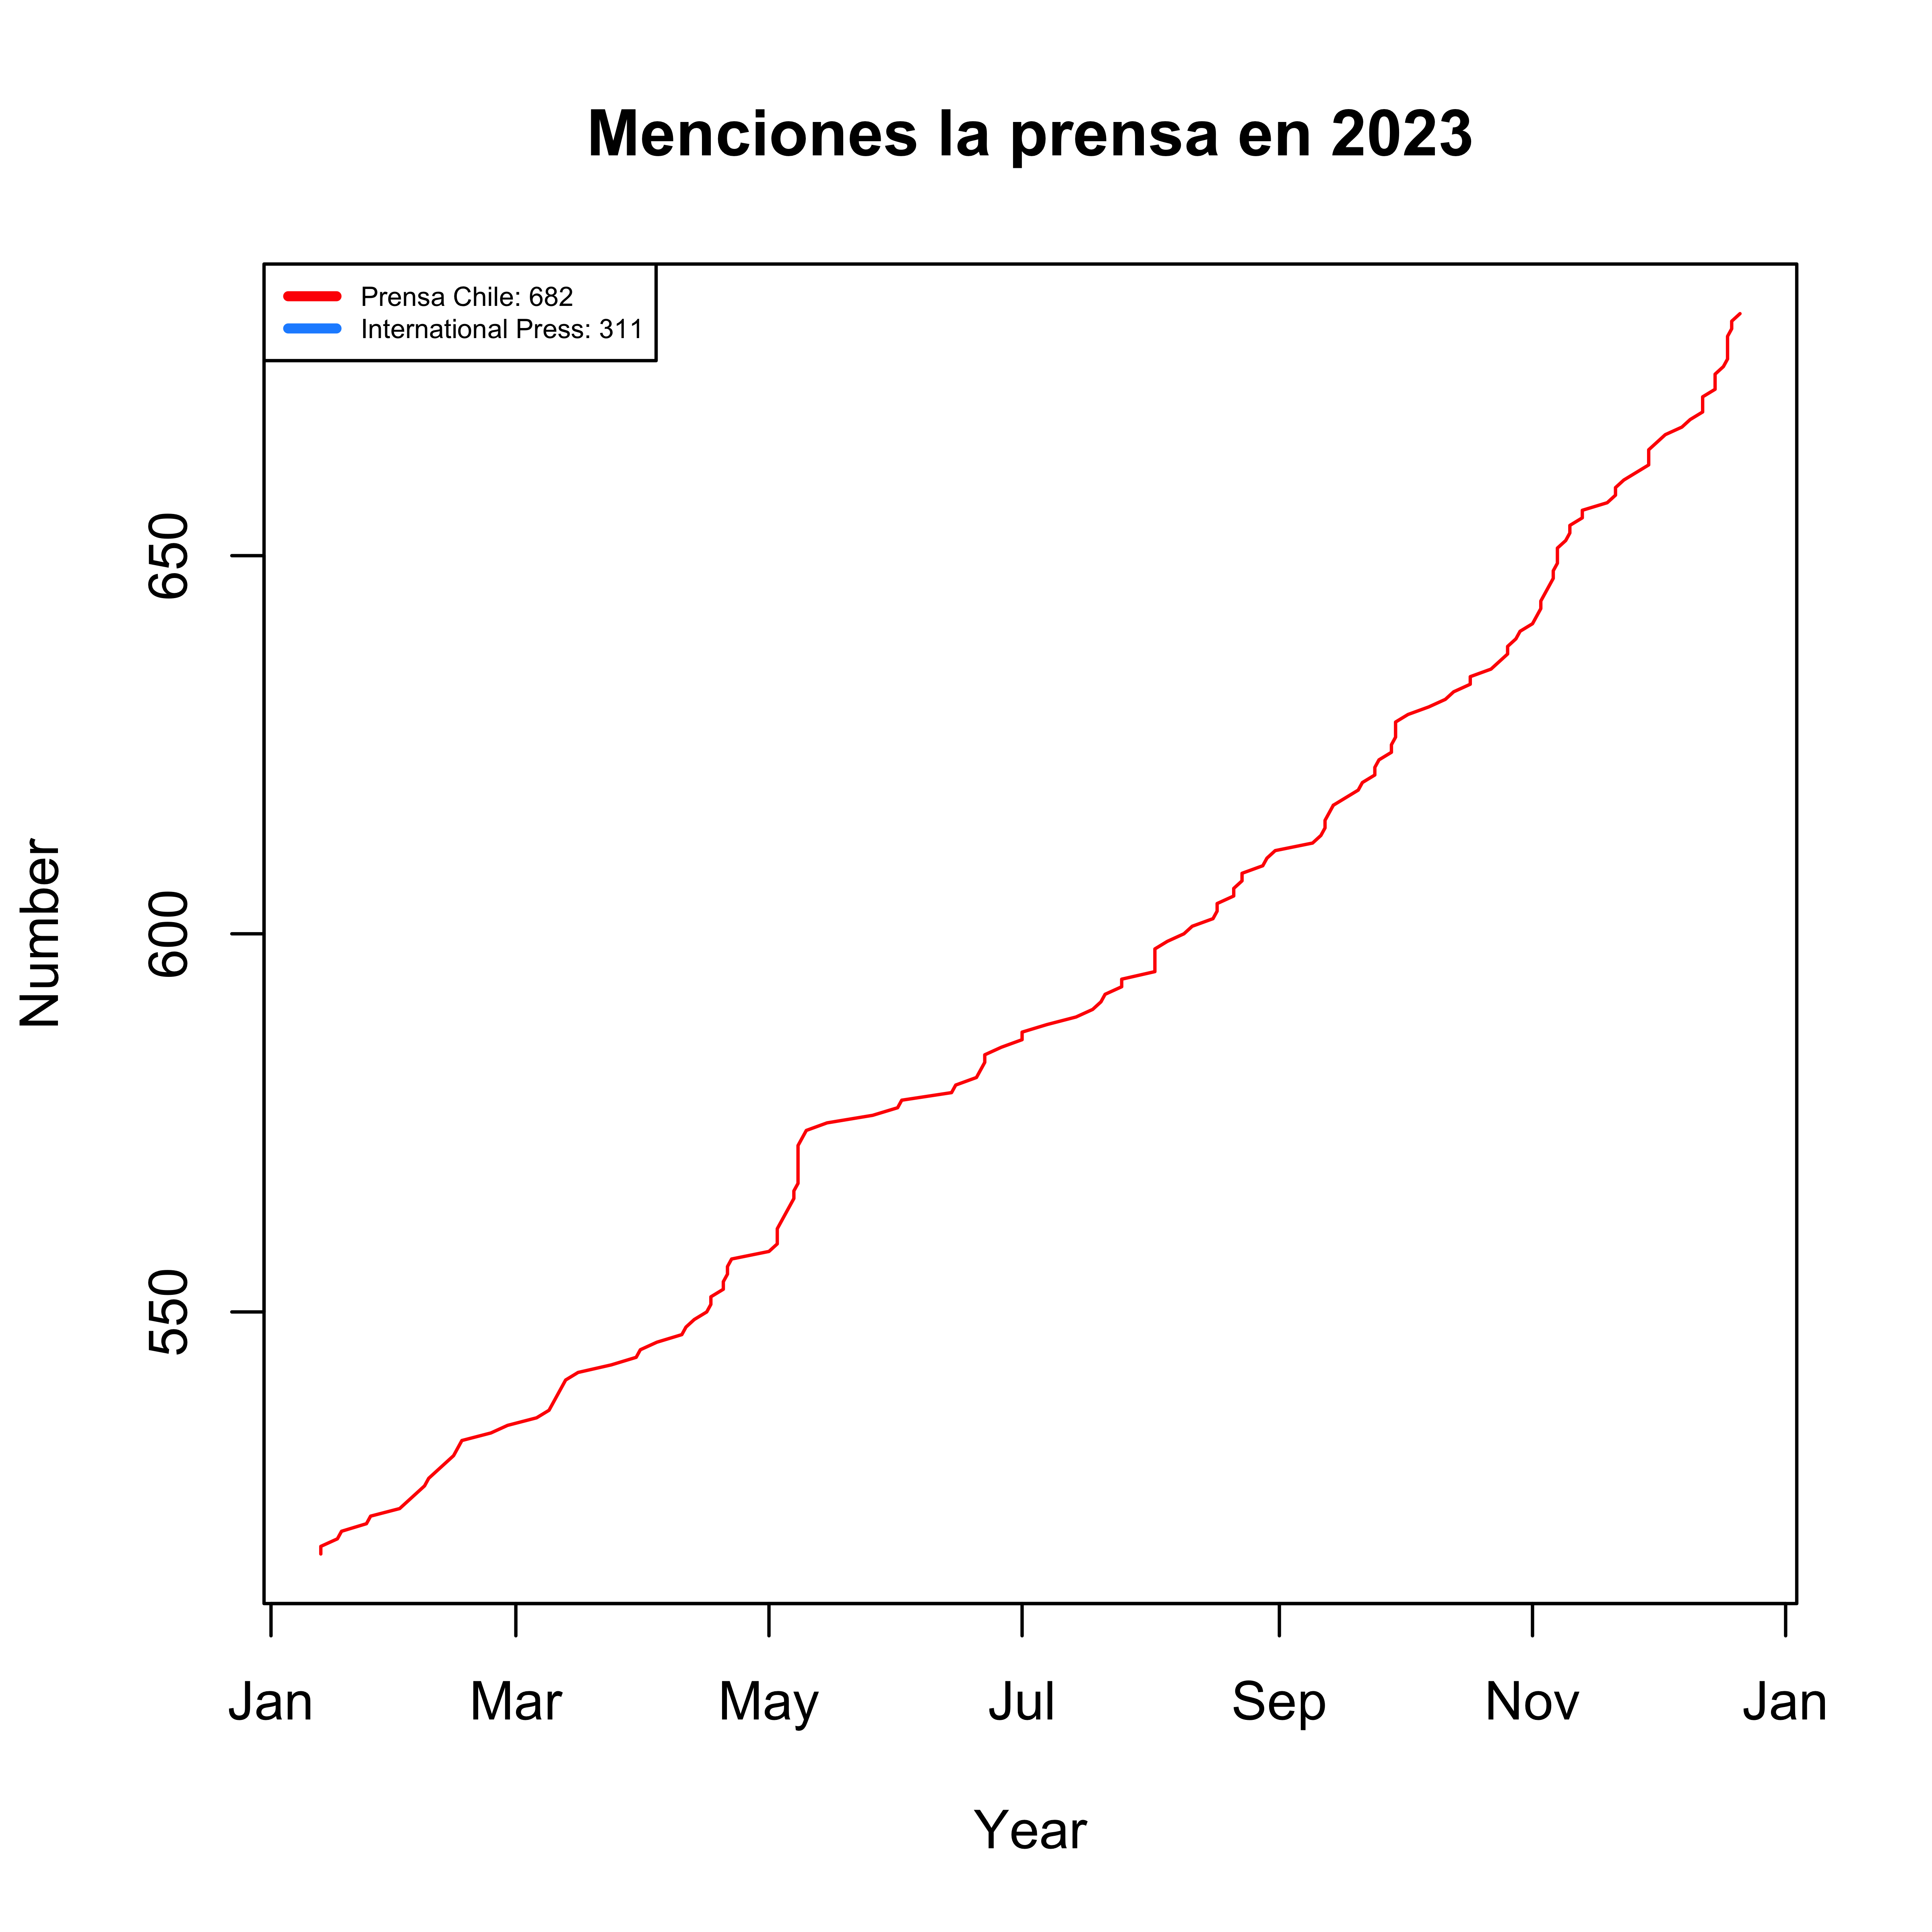 Menciones la prensa en 2023
Prensa Chile: 682
International Press: 311
Number
650
600
550
Jan Mar May Jul Sep Nov Jan
Year